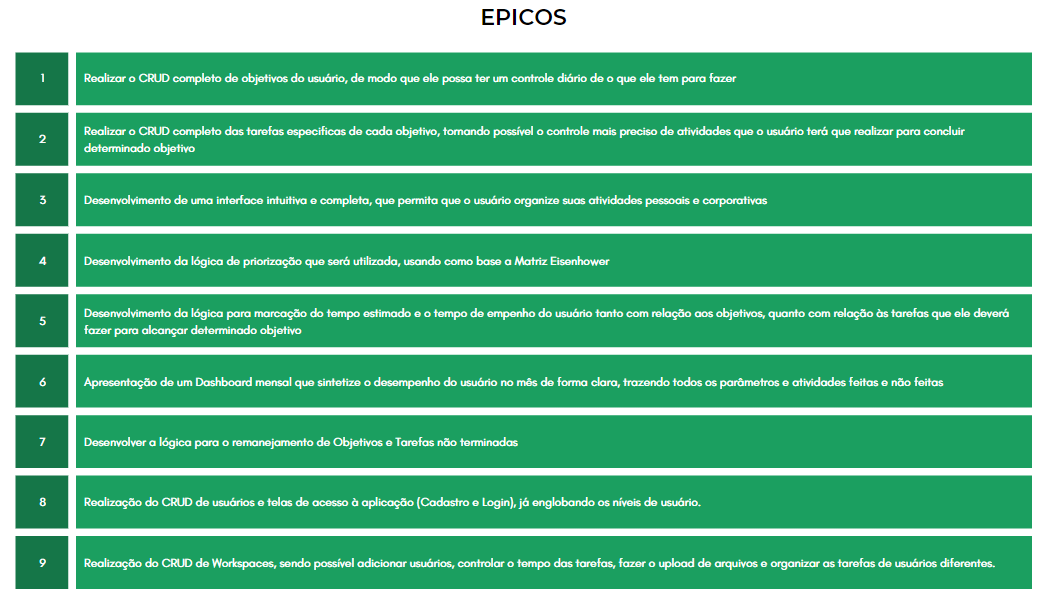 EPICOS
1
Realizar o CRUD completo de objetivos do usuário, de modo que ele possa ter um controle diário de o que ele tem para fazer
2
Realizar o CRUD completo das tarefas especificas de cada objetivo, tornando possível o controle mais preciso de atividades que o usuário terá que realizar para concluir
determinado objetivo
3
Desenvolvimento de uma interface intuitiva e completa, que permita que o usuário organize suas atividades pessoais e corporativas
4
Desenvolvimento da lógica de priorização que será utilizada, usando como base a Matriz Eisenhower
5
Desenvolvimento da lógica para marcação do tempo estimado e o tempo de empenho do usuário tanto com relação aos objetivos, quanto com relação às tarefas que ele deverá
fazer para alcançar determinado objetivo
6
Apresentação de um Dashboard mensal que sintetize o desempenho do usuário no mês de forma clara, trazendo todos os parâmetros e atividades feitas e não feitas
7
Desenvolver a lógica para o remanejamento de Objetivos e Tarefas não terminadas
8
Realização do CRUD de usuários e telas de acesso à aplicação (Cadastro e Login), já englobando os níveis de usuário.
9
Realização do CRUD de Workspaces, sendo possível adicionar usuários, controlar o tempo das tarefas, fazer o upload de arquivos e organizar as tarefas de usuários diferentes.